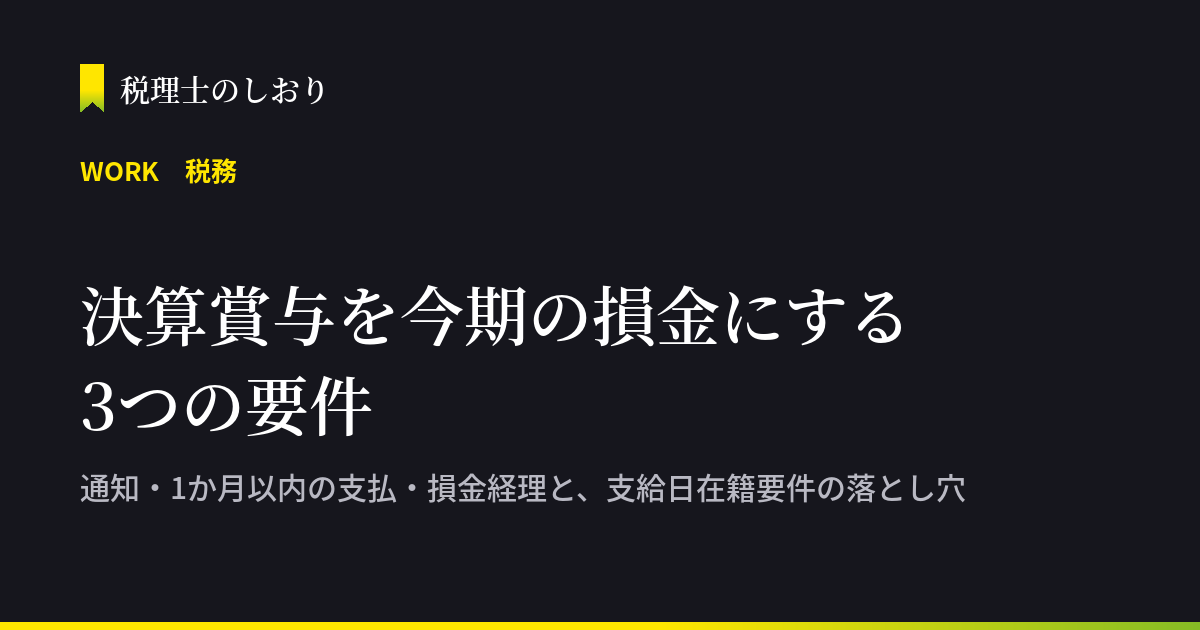 税理士のしおり
WORK　税務
決算賞与を今期の損金にする
3つの要件
通知・1か月以内の支払・損金経理と、支給日在籍要件の落とし穴